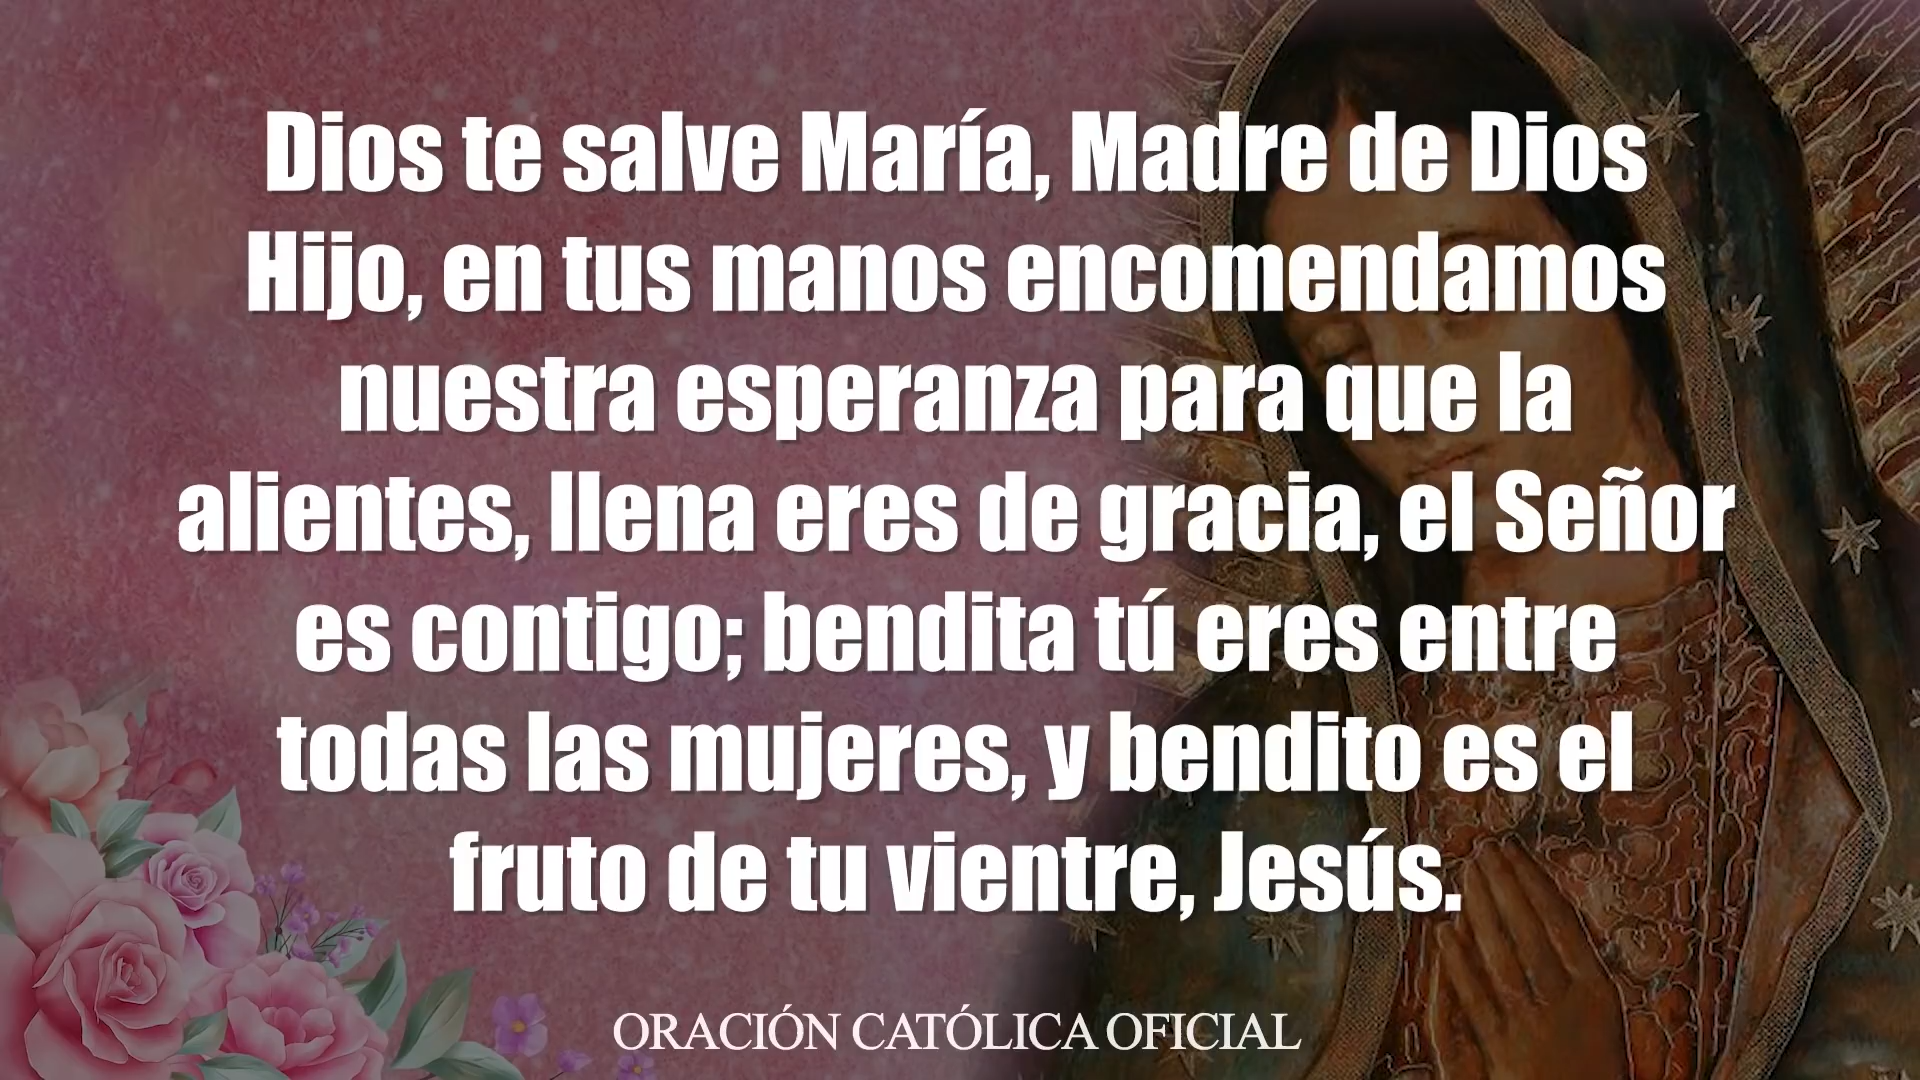 Dios te salve María, Madre de Dios
Hijo, en tus manos encomendamos
nuestra esperanza para que la
alientes, llena eres de gracia, el Señor
es contigo; bendita tú eres entre
todas las mujeres, y bendito es el
fruto de tu vientre, Jesús.
ORACIÓN CATÓLICA OFICIAL